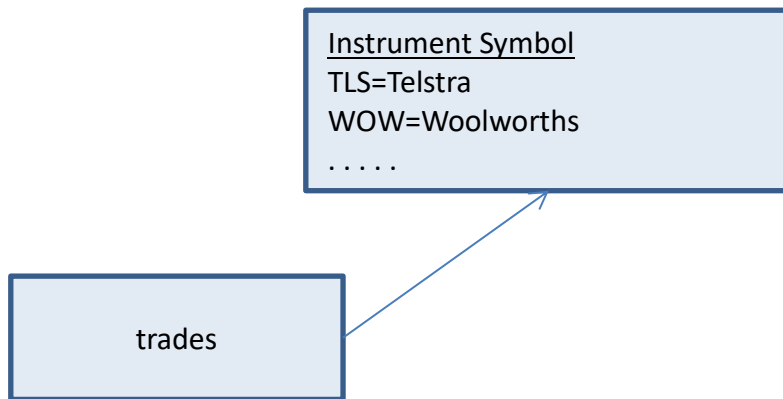 Instrument Symbol
TLS=Telstra
WOW=Woolworths
. . . . .
trades